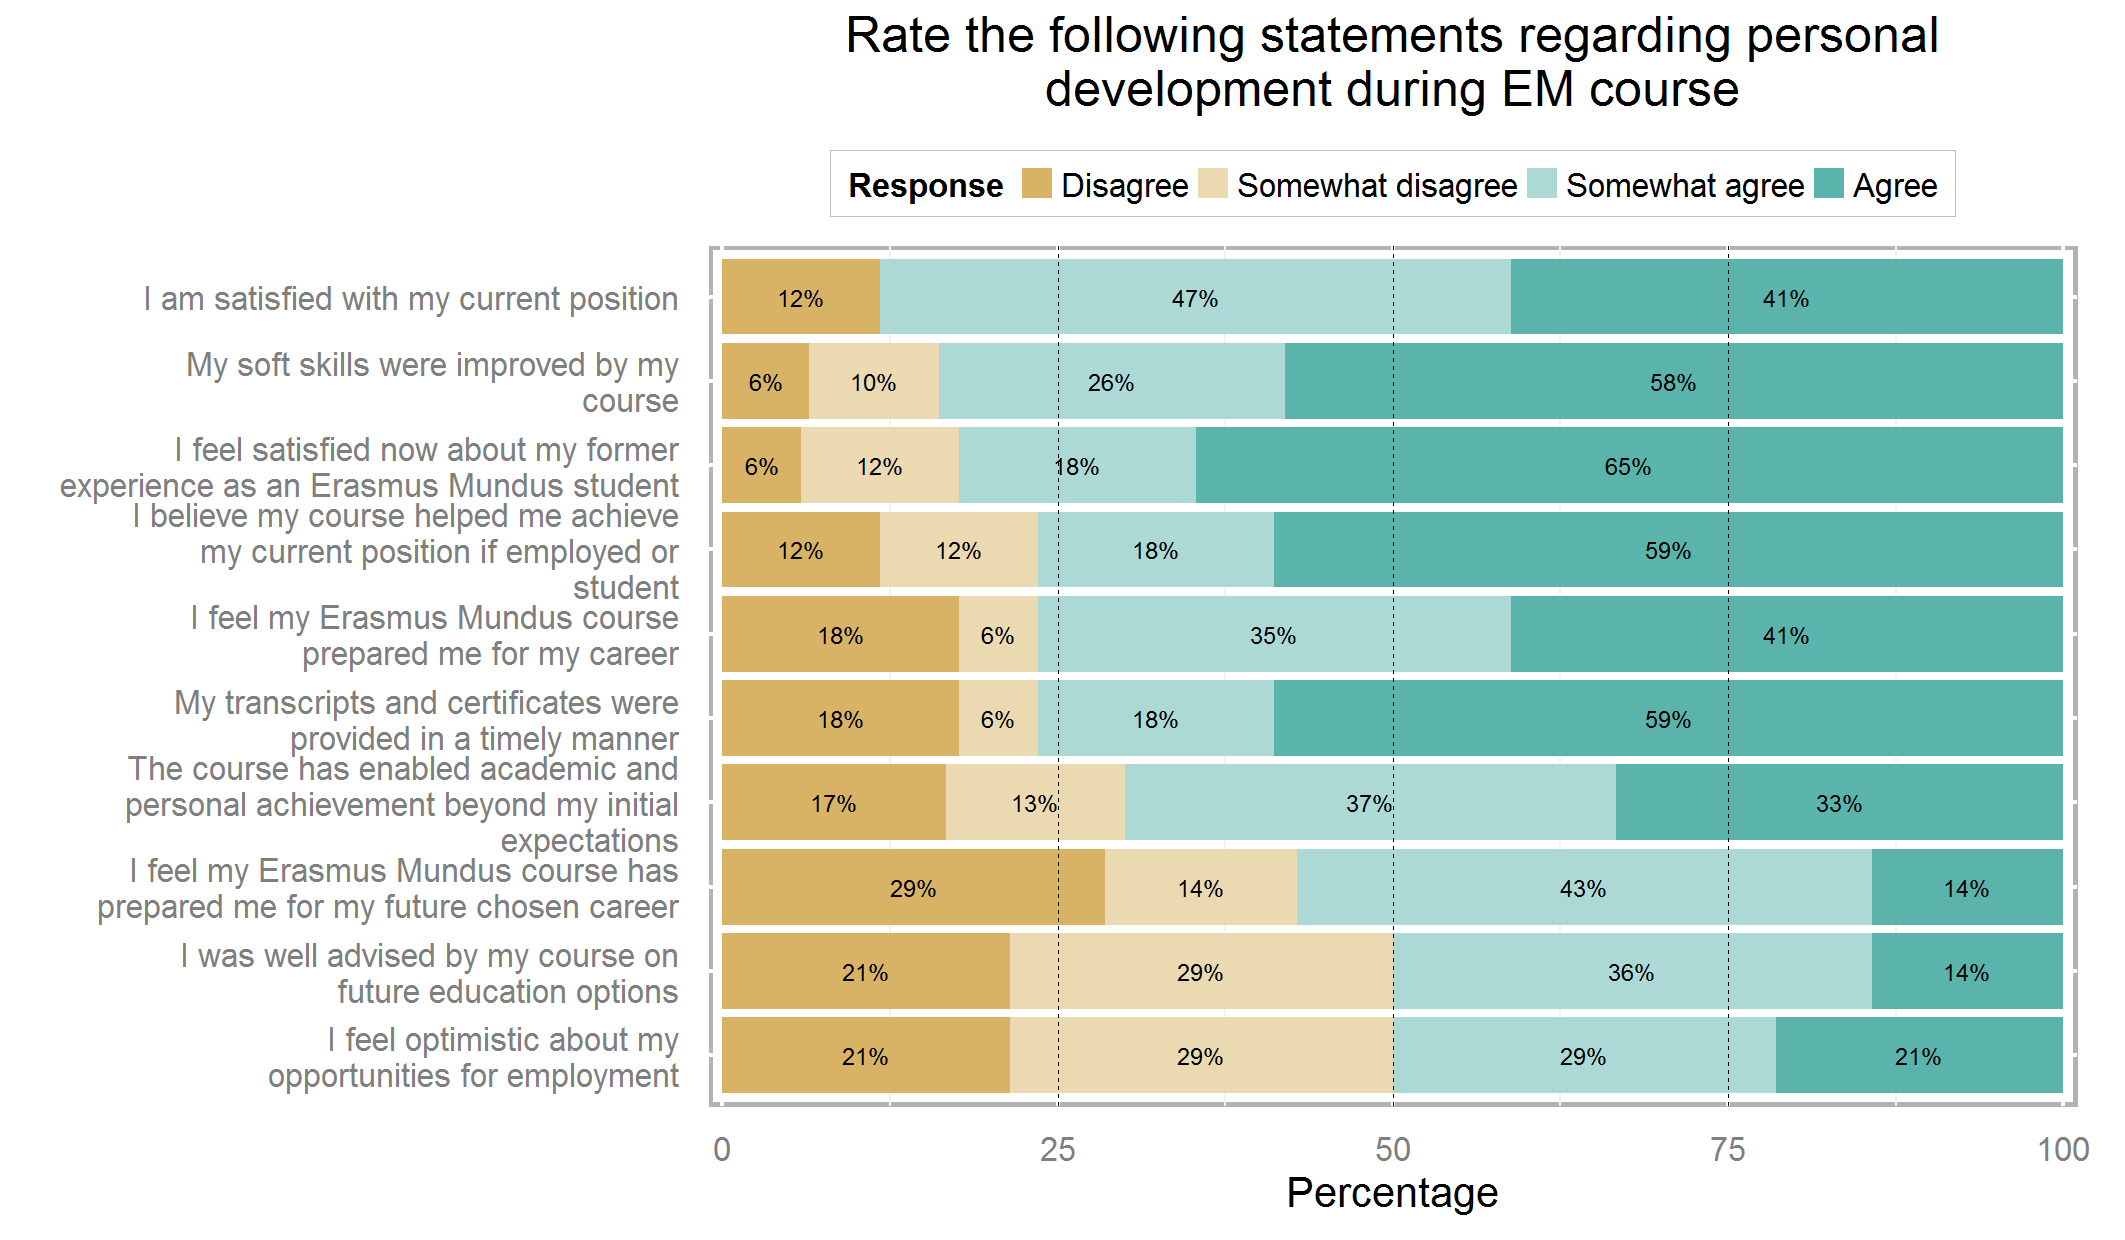 Rate the following statements regarding personal
development during EM course
Response Disagree Somewhat disagree Somewhat agree Agree
I am satisfied with my current position
12% 47% 41%
My soft skills were improved by my
course
6% 10% 26% 58%
I feel satisfied now about my former
experience as an Erasmus Mundus student
6% 12% 18% 65%
I believe my course helped me achieve
my current position if employed or
student
12% 12% 18% 59%
I feel my Erasmus Mundus course
prepared me for my career
18% 6% 35% 41%
My transcripts and certificates were
provided in a timely manner
18% 6% 18% 59%
The course has enabled academic and
personal achievement beyond my initial
expectations
17% 13% 37% 33%
I feel my Erasmus Mundus course has
prepared me for my future chosen career
29% 14% 43% 14%
I was well advised by my course on
future education options
21% 29% 36% 14%
I feel optimistic about my
opportunities for employment
21% 29% 29% 21%
0 25 50 75 100
Percentage